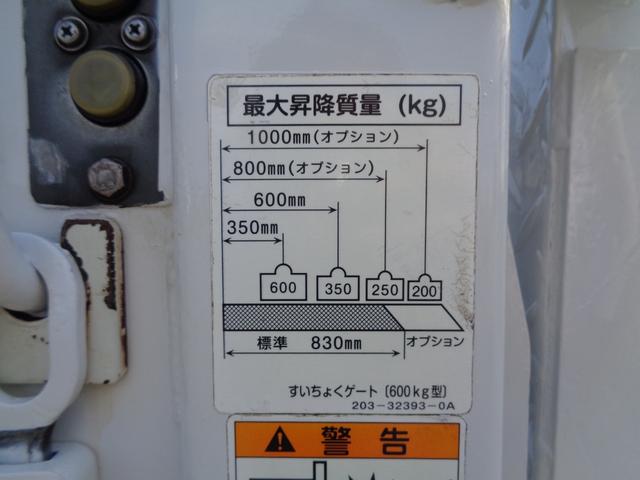 最大昇降質量 (kg)
1000mm(オプション)
800mm(オプション)
600mm
350mm
600 350 250 200
標準 830mm オプション
すいちょくゲート〔600kg型〕
203-32393-0A
警告